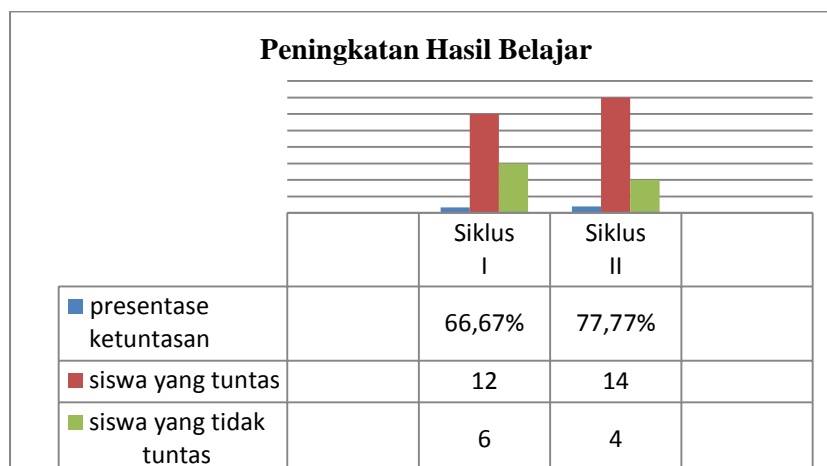 Peningkatan Hasil Belajar
Siklus
I
Siklus
II
presentase
ketuntasan
66,67%
77,77%
siswa yang tuntas
12
14
siswa yang tidak
tuntas
6
4